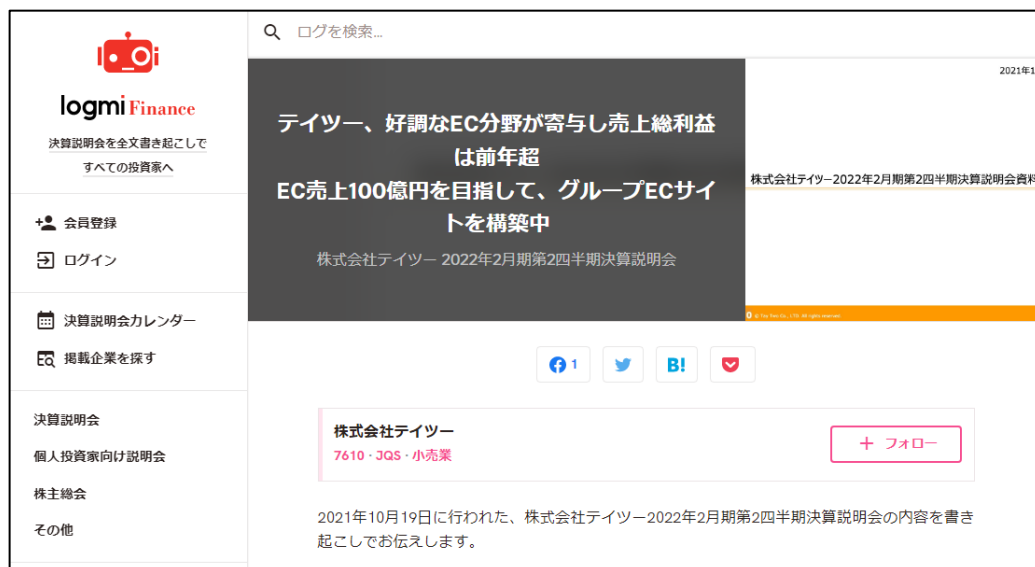 logmi Finance
決算説明会を全文書き起こしで
すべての投資家へ
会員登録
ログイン
決算説明会カレンダー
掲載企業を探す
決算説明会
個人投資家向け説明会
株主総会
その他
ログを検索...
テイツー、好調なEC分野が寄与し売上総利益
は前年超
EC売上100億円を目指して、グループECサイ
トを構築中
株式会社テイツー 2022年2月期第2四半期決算説明会
2021年1
株式会社テイツー2022年2月期第2四半期決算説明会資料
0
1
B!
株式会社テイツー
7610・JQS・小売業
+ フォロー
2021年10月19日に行われた、株式会社テイツー2022年2月期第2四半期決算説明会の内容を書き
起こしでお伝えします。